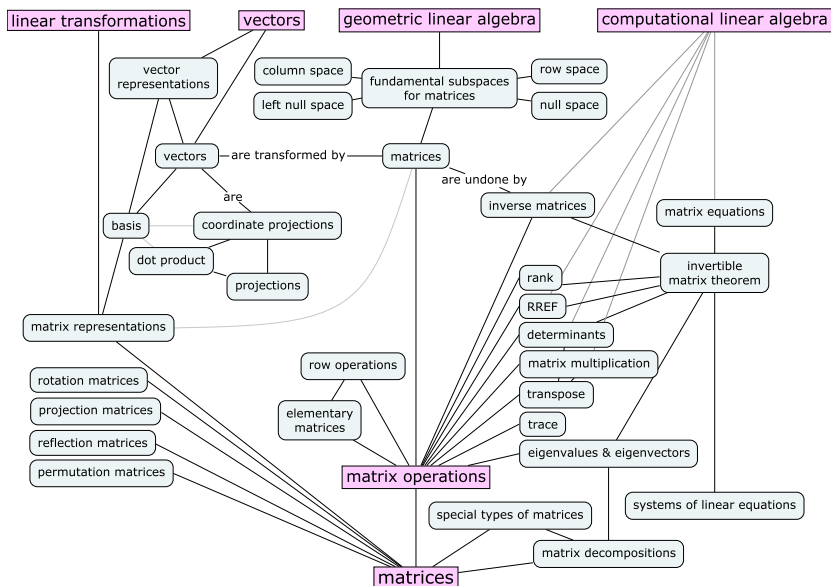 linear transformations
vectors
geometric linear algebra
computational linear algebra
vector
representations
column space
row space
fundamental subspaces
for matrices
left null space
null space
vectors
are transformed by
matrices
are undone by
are
inverse matrices
matrix equations
basis
coordinate projections
dot product
projections
invertible
matrix theorem
rank
RREF
matrix representations
determinants
row operations
matrix multiplication
rotation matrices
transpose
projection matrices
elementary
matrices
trace
reflection matrices
eigenvalues & eigenvectors
permutation matrices
matrix operations
systems of linear equations
special types of matrices
matrix decompositions
matrices